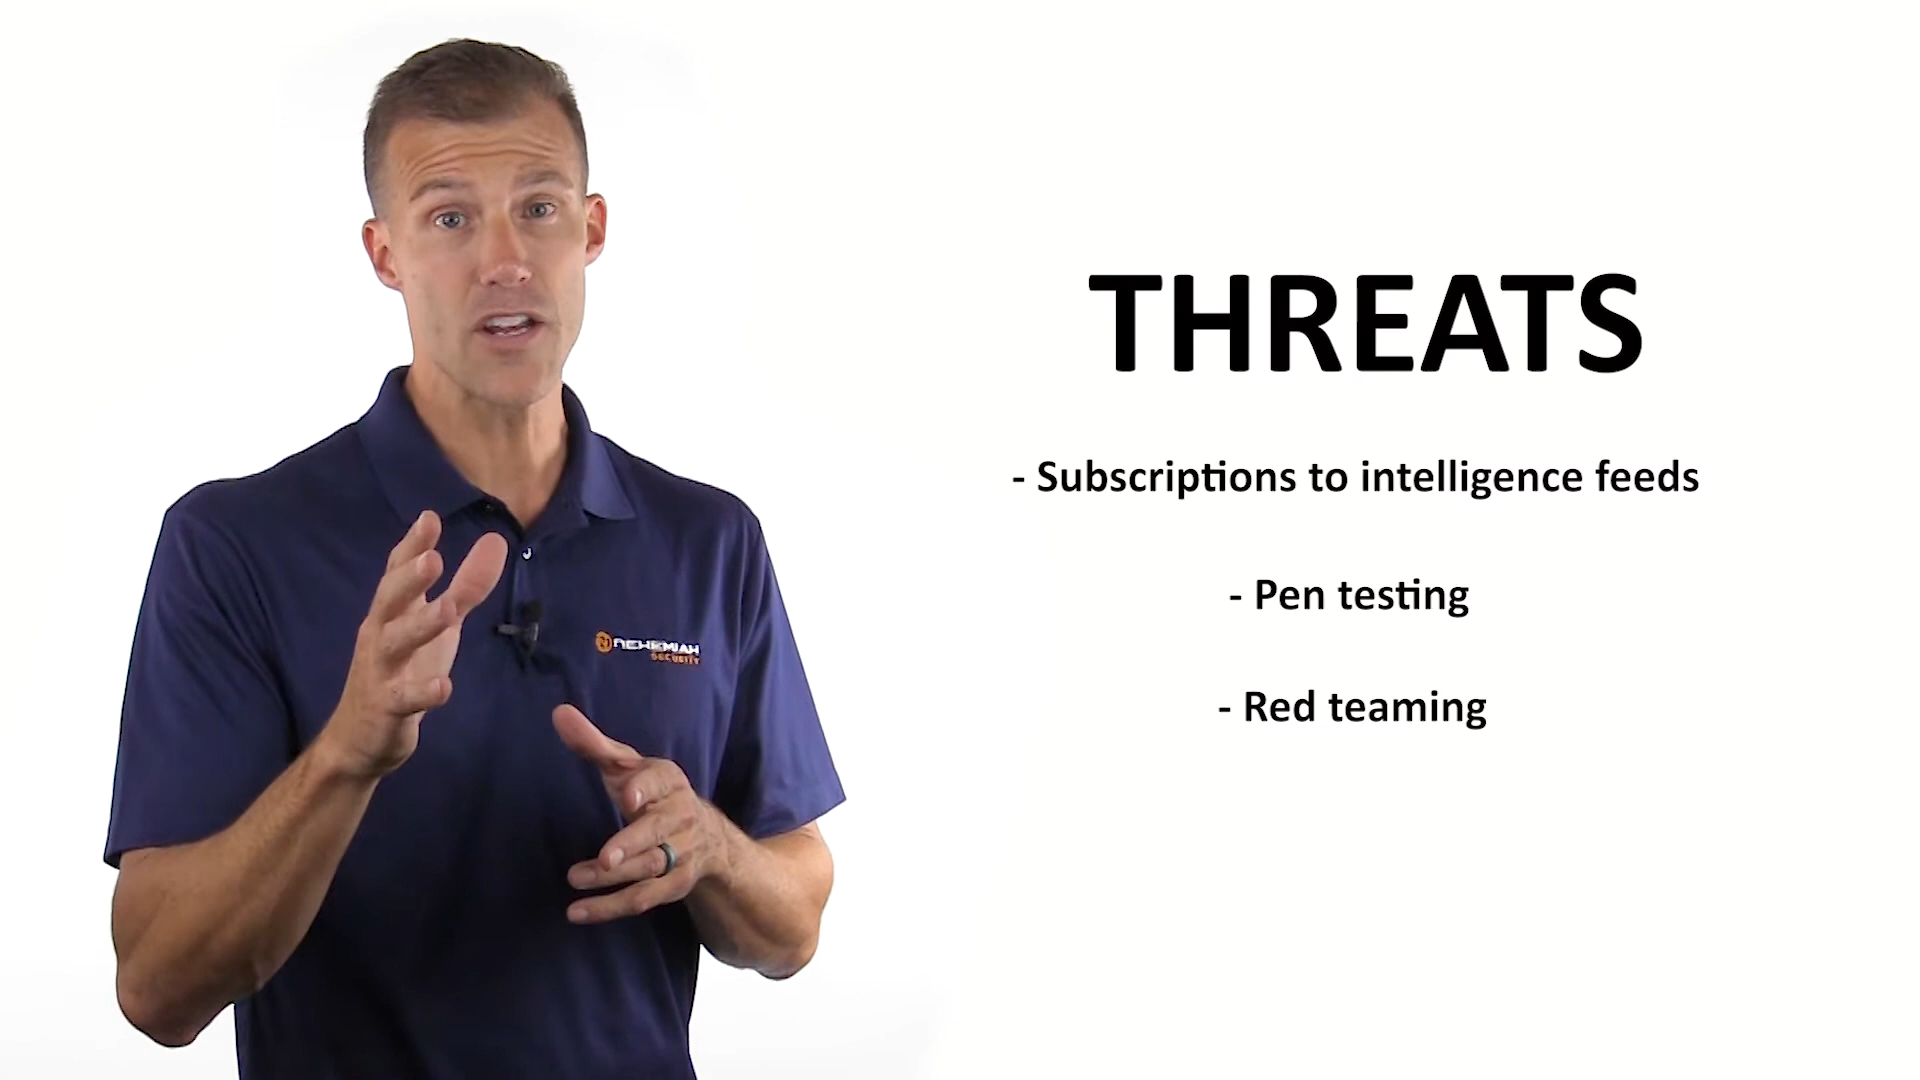 THREATS
- Subscriptions to intelligence feeds
- Pen testing
- Red teaming
NEHEMIAH
SECURITY